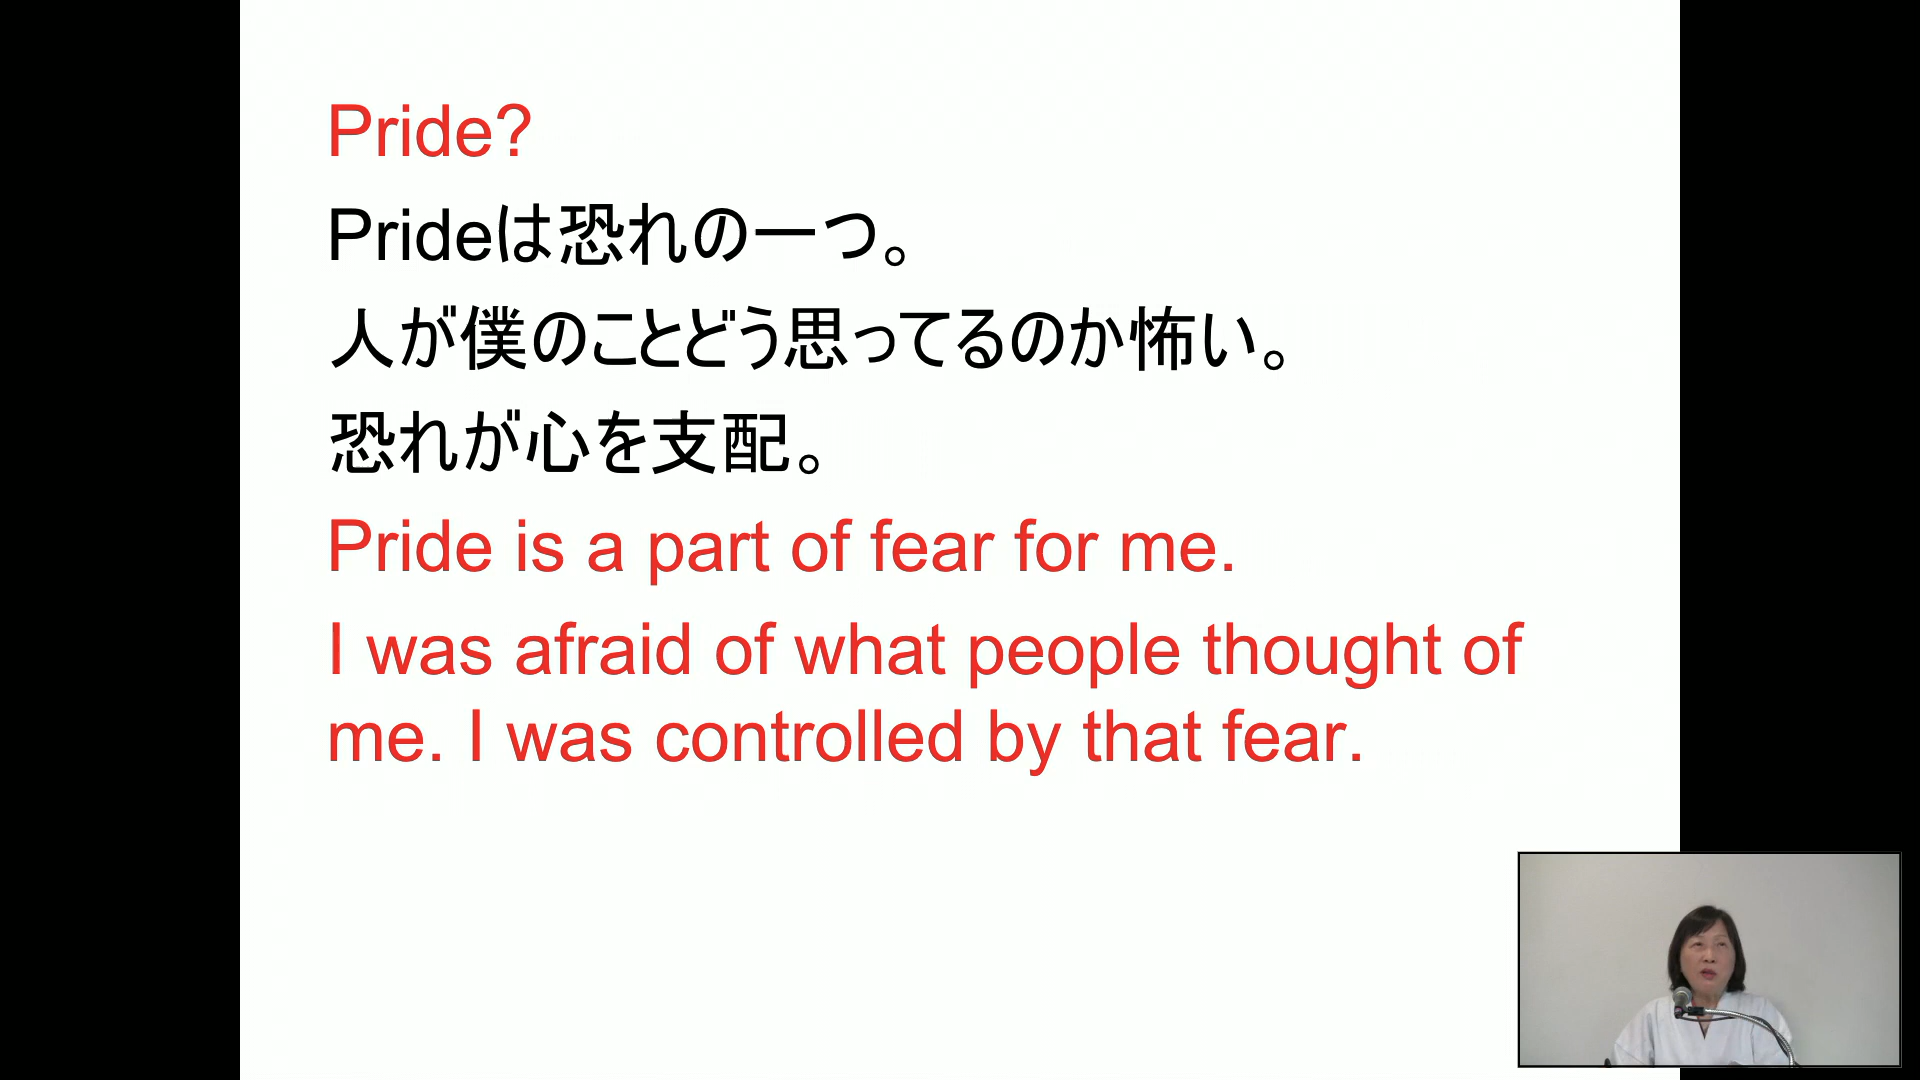 Pride?
Prideは恐れの一つ。
人が僕のことどう思ってるのか怖い。
恐れが心を支配。
Pride is a part of fear for me.
I was afraid of what people thought of
me. I was controlled by that fear.